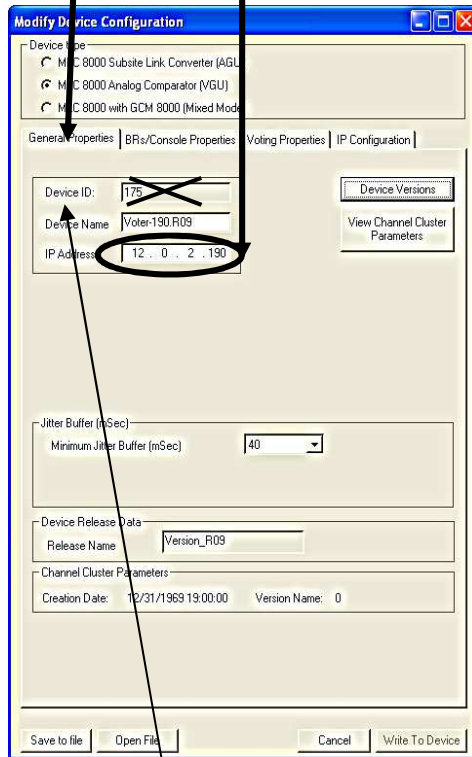 Modify Device Configuration
Device type
MLC 8000 Subsite Link Converter (AGU)
MLC 8000 Analog Comparator (VGU)
MLC 8000 with GCM 8000 (Mixed Mode
General Properties BRs/Console Properties Voting Properties IP Configuration
Device ID: 175
Device Versions
Device Name Voter-190.R09
View Channel Cluster
Parameters
IP Address 12 . 0 . 2 . 190
Jitter Buffer (mSec)
Minimum Jitter Buffer (mSec) 40
Device Release Data
Release Name Version_R09
Channel Cluster Parameters
Creation Date: 12/31/1969 19:00:00 Version Name: 0
Save to file Open File Cancel Write To Device